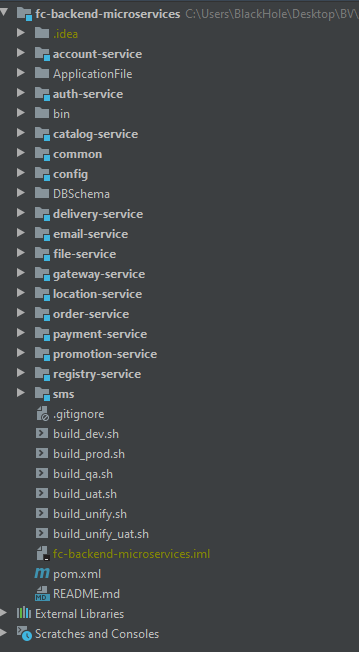 fc-backend-microservices C:\Users\BlackHole\Desktop\BV\
.idea
account-service
ApplicationFile
auth-service
bin
catalog-service
common
config
DBSchema
delivery-service
email-service
file-service
gateway-service
location-service
order-service
payment-service
promotion-service
registry-service
sms
.gitignore
build_dev.sh
build_prod.sh
build_qa.sh
build_uat.sh
build_unify.sh
build_unify_uat.sh
fc-backend-microservices.iml
m pom.xml
MD README.md
External Libraries
Scratches and Consoles